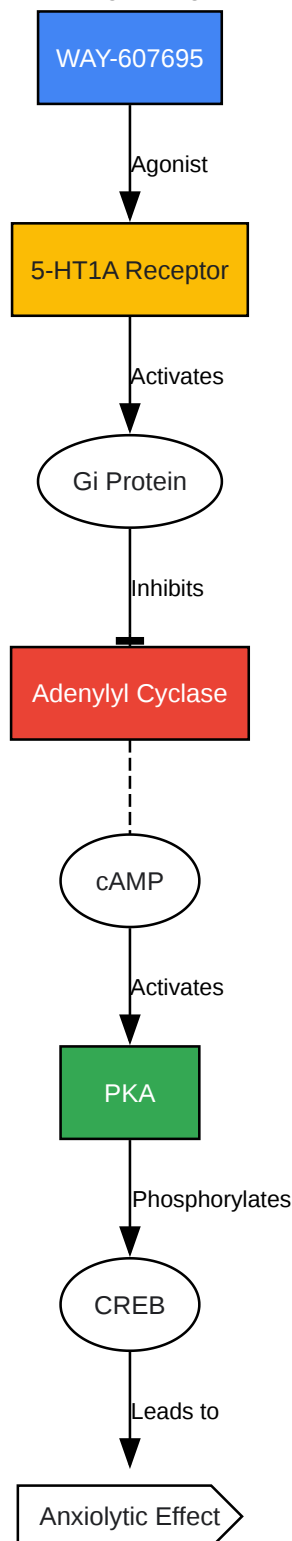 WAY-607695
Agonist
5-HT1A Receptor
Activates
Gi Protein
Inhibits
Adenylyl Cyclase
cAMP
Activates
PKA
Phosphorylates
CREB
Leads to
Anxiolytic Effect